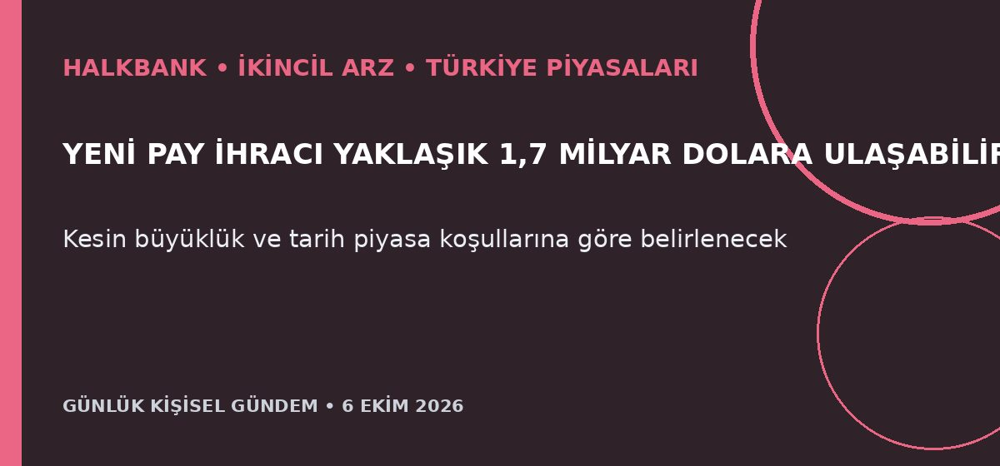 HALKBANK • İKİNCİL ARZ • TÜRKİYE PİYASALARI
YENİ PAY İHRACI YAKLAŞIK 1,7 MİLYAR DOLARA ULAŞABİLİR
Kesin büyüklük ve tarih piyasa koşullarına göre belirlenecek
GÜNLÜK KİŞİSEL GÜNDEM • 6 EKİM 2026